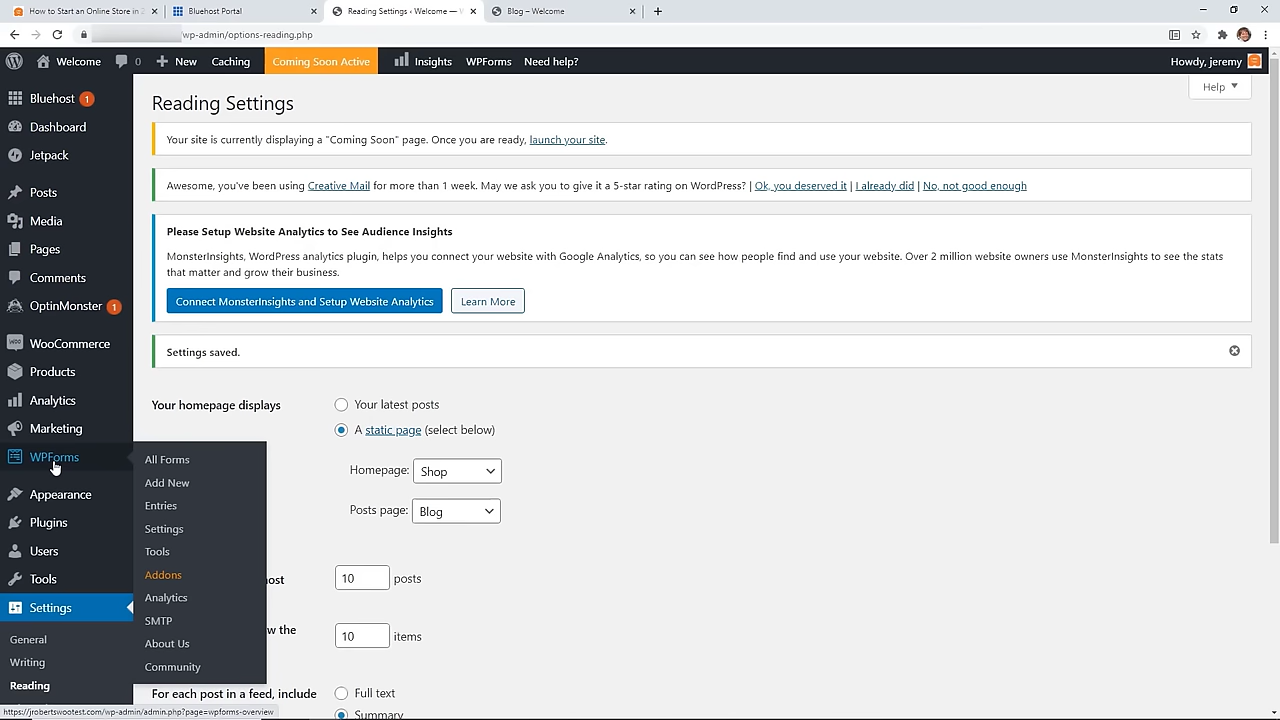 How to Start an Online Store in 2
Bluehost Portal
Reading Settings ‹ Welcome — W
Blog – Welcome
/wp-admin/options-reading.php
Welcome
0
New
Caching
Coming Soon Active
Insights
WPForms
Need help?
Howdy, jeremy
Bluehost 1
Dashboard
Jetpack
Posts
Media
Pages
Comments
OptinMonster 1
WooCommerce
Products
Analytics
Marketing
WPForms
Appearance
Plugins
Users
Tools
Settings
General
Writing
Reading
All Forms
Add New
Entries
Settings
Tools
Addons
Analytics
SMTP
About Us
Community
Help
Reading Settings
Your site is currently displaying a "Coming Soon" page. Once you are ready, launch your site.
Awesome, you've been using Creative Mail for more than 1 week. May we ask you to give it a 5-star rating on WordPress? | Ok, you deserved it | I already did | No, not good enough
Please Setup Website Analytics to See Audience Insights
MonsterInsights, WordPress analytics plugin, helps you connect your website with Google Analytics, so you can see how people find and use your website. Over 2 million website owners use MonsterInsights to see the stats
that matter and grow their business.
Connect MonsterInsights and Setup Website Analytics
Learn More
Settings saved.
Your homepage displays
Your latest posts
A static page (select below)
Homepage: Shop
Posts page: Blog
ost
10 posts
w the
10 items
For each post in a feed, include
Full text
Summary
https://jrobertswootest.com/wp-admin/admin.php?page=wpforms-overview